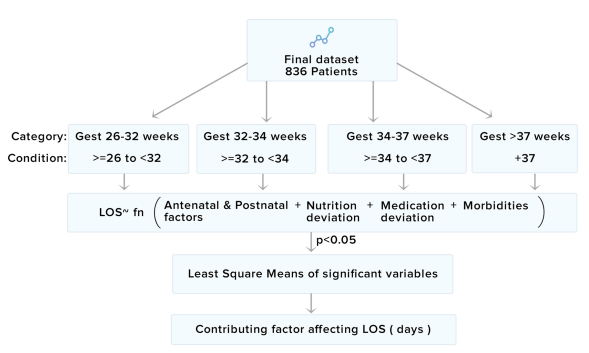 Final dataset
836 Patients
Category: Gest 26-32 weeks Gest 32-34 weeks Gest 34-37 weeks Gest >37 weeks
Condition: >=26 to <32 >=32 to <34 >=34 to <37 +37
LOS~ fn ( Antenatal & Postnatal + Nutrition + Medication + Morbidities )
factors deviation deviation
p<0.05
Least Square Means of significant variables
Contributing factor affecting LOS ( days )